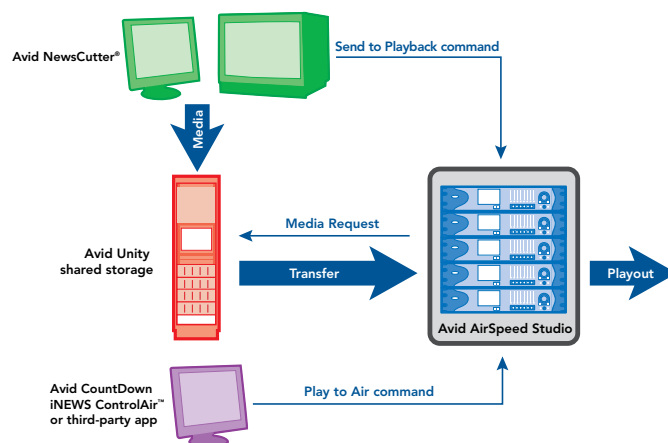 Avid NewsCutter®
Send to Playback command
Media
Media Request
Avid Unity
shared storage
Transfer
Playout
Avid AirSpeed Studio
Avid CountDown
iNEWS ControlAir™
or third-party app
Play to Air command